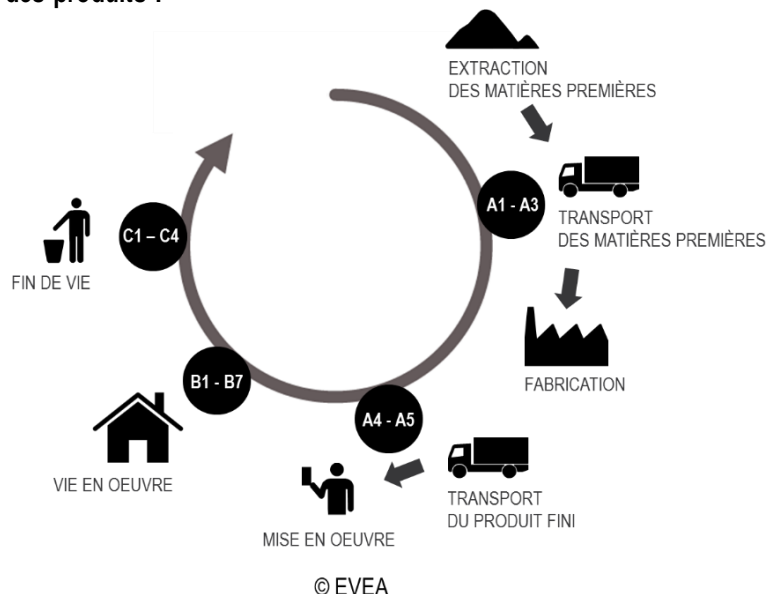 des produits :
EXTRACTION
DES MATIÈRES PREMIÈRES
A1 - A3
TRANSPORT
DES MATIÈRES PREMIÈRES
FABRICATION
A4 - A5
TRANSPORT
DU PRODUIT FINI
MISE EN OEUVRE
B1 - B7
VIE EN OEUVRE
C1 – C4
FIN DE VIE
© EVEA